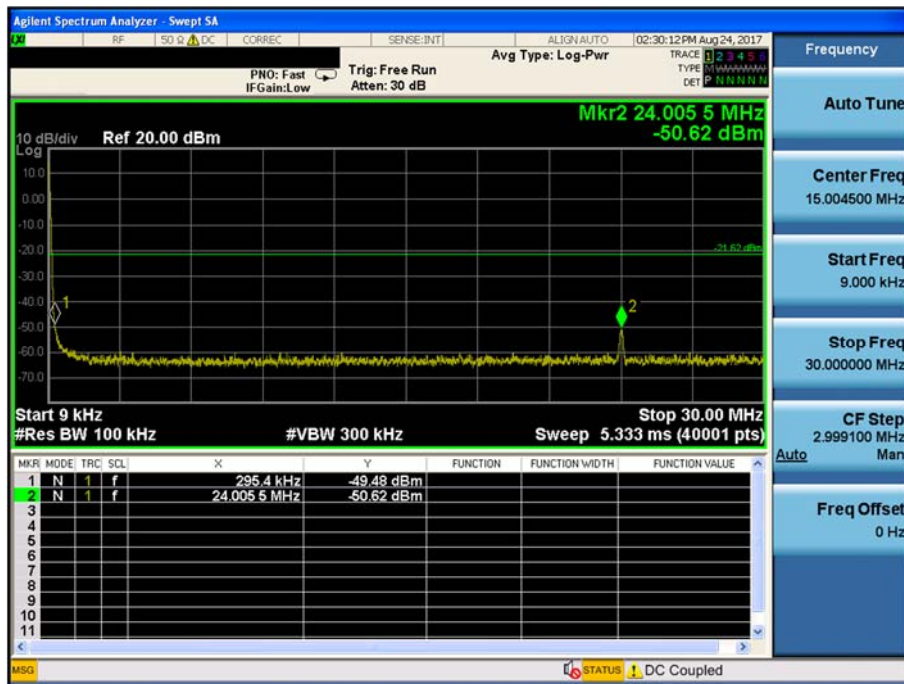 Agilent Spectrum Analyzer - Swept SA
LXI RF 50 Ω DC CORREC SENSE:INT ALIGN AUTO 02:30:12 PM Aug 24, 2017
Avg Type: Log-Pwr TRACE 1 2 3 4 5 6
PNO: Fast Trig: Free Run TYPE M WWWWW
IFGain:Low Atten: 30 dB DET P N N N N N
Mkr2 24.005 5 MHz
10 dB/div Ref 20.00 dBm -50.62 dBm
Log
10.0
0.00
-10.0
-20.0
-21.62 dBm
-30.0
-40.0
1
2
-50.0
-60.0
-70.0
Start 9 kHz Stop 30.00 MHz
#Res BW 100 kHz #VBW 300 kHz Sweep 5.333 ms (40001 pts)
MKR MODE TRC SCL X Y FUNCTION FUNCTION WIDTH FUNCTION VALUE
1 N 1 f 295.4 kHz -49.48 dBm
2 N 1 f 24.005 5 MHz -50.62 dBm
3
4
5
6
7
8
9
10
11
MSG STATUS DC Coupled
Frequency
Auto Tune
Center Freq
15.004500 MHz
Start Freq
9.000 kHz
Stop Freq
30.000000 MHz
CF Step
2.999100 MHz
Auto Man
Freq Offset
0 Hz